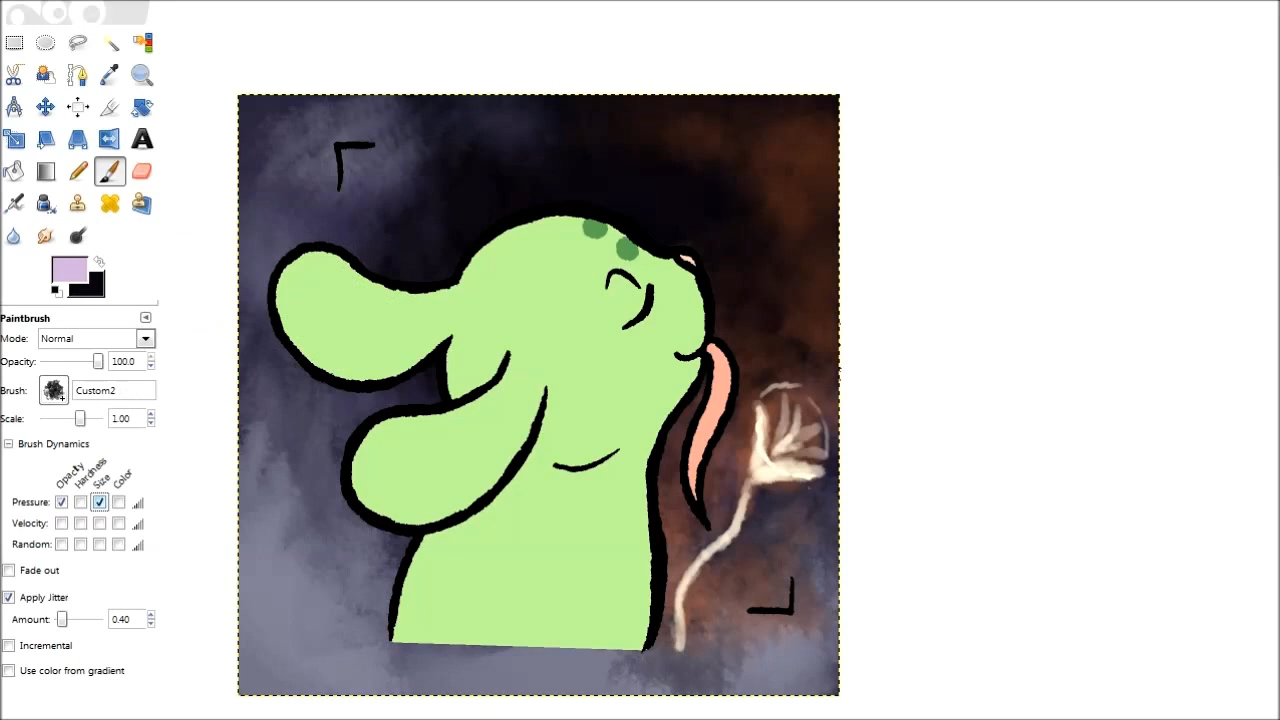 Paintbrush
Mode: Normal
Opacity: 100.0
Brush: Custom2
Scale: 1.00
Brush Dynamics
Opacity Hardness Size Color
Pressure:
Velocity:
Random:
Fade out
Apply Jitter
Amount: 0.40
Incremental
Use color from gradient